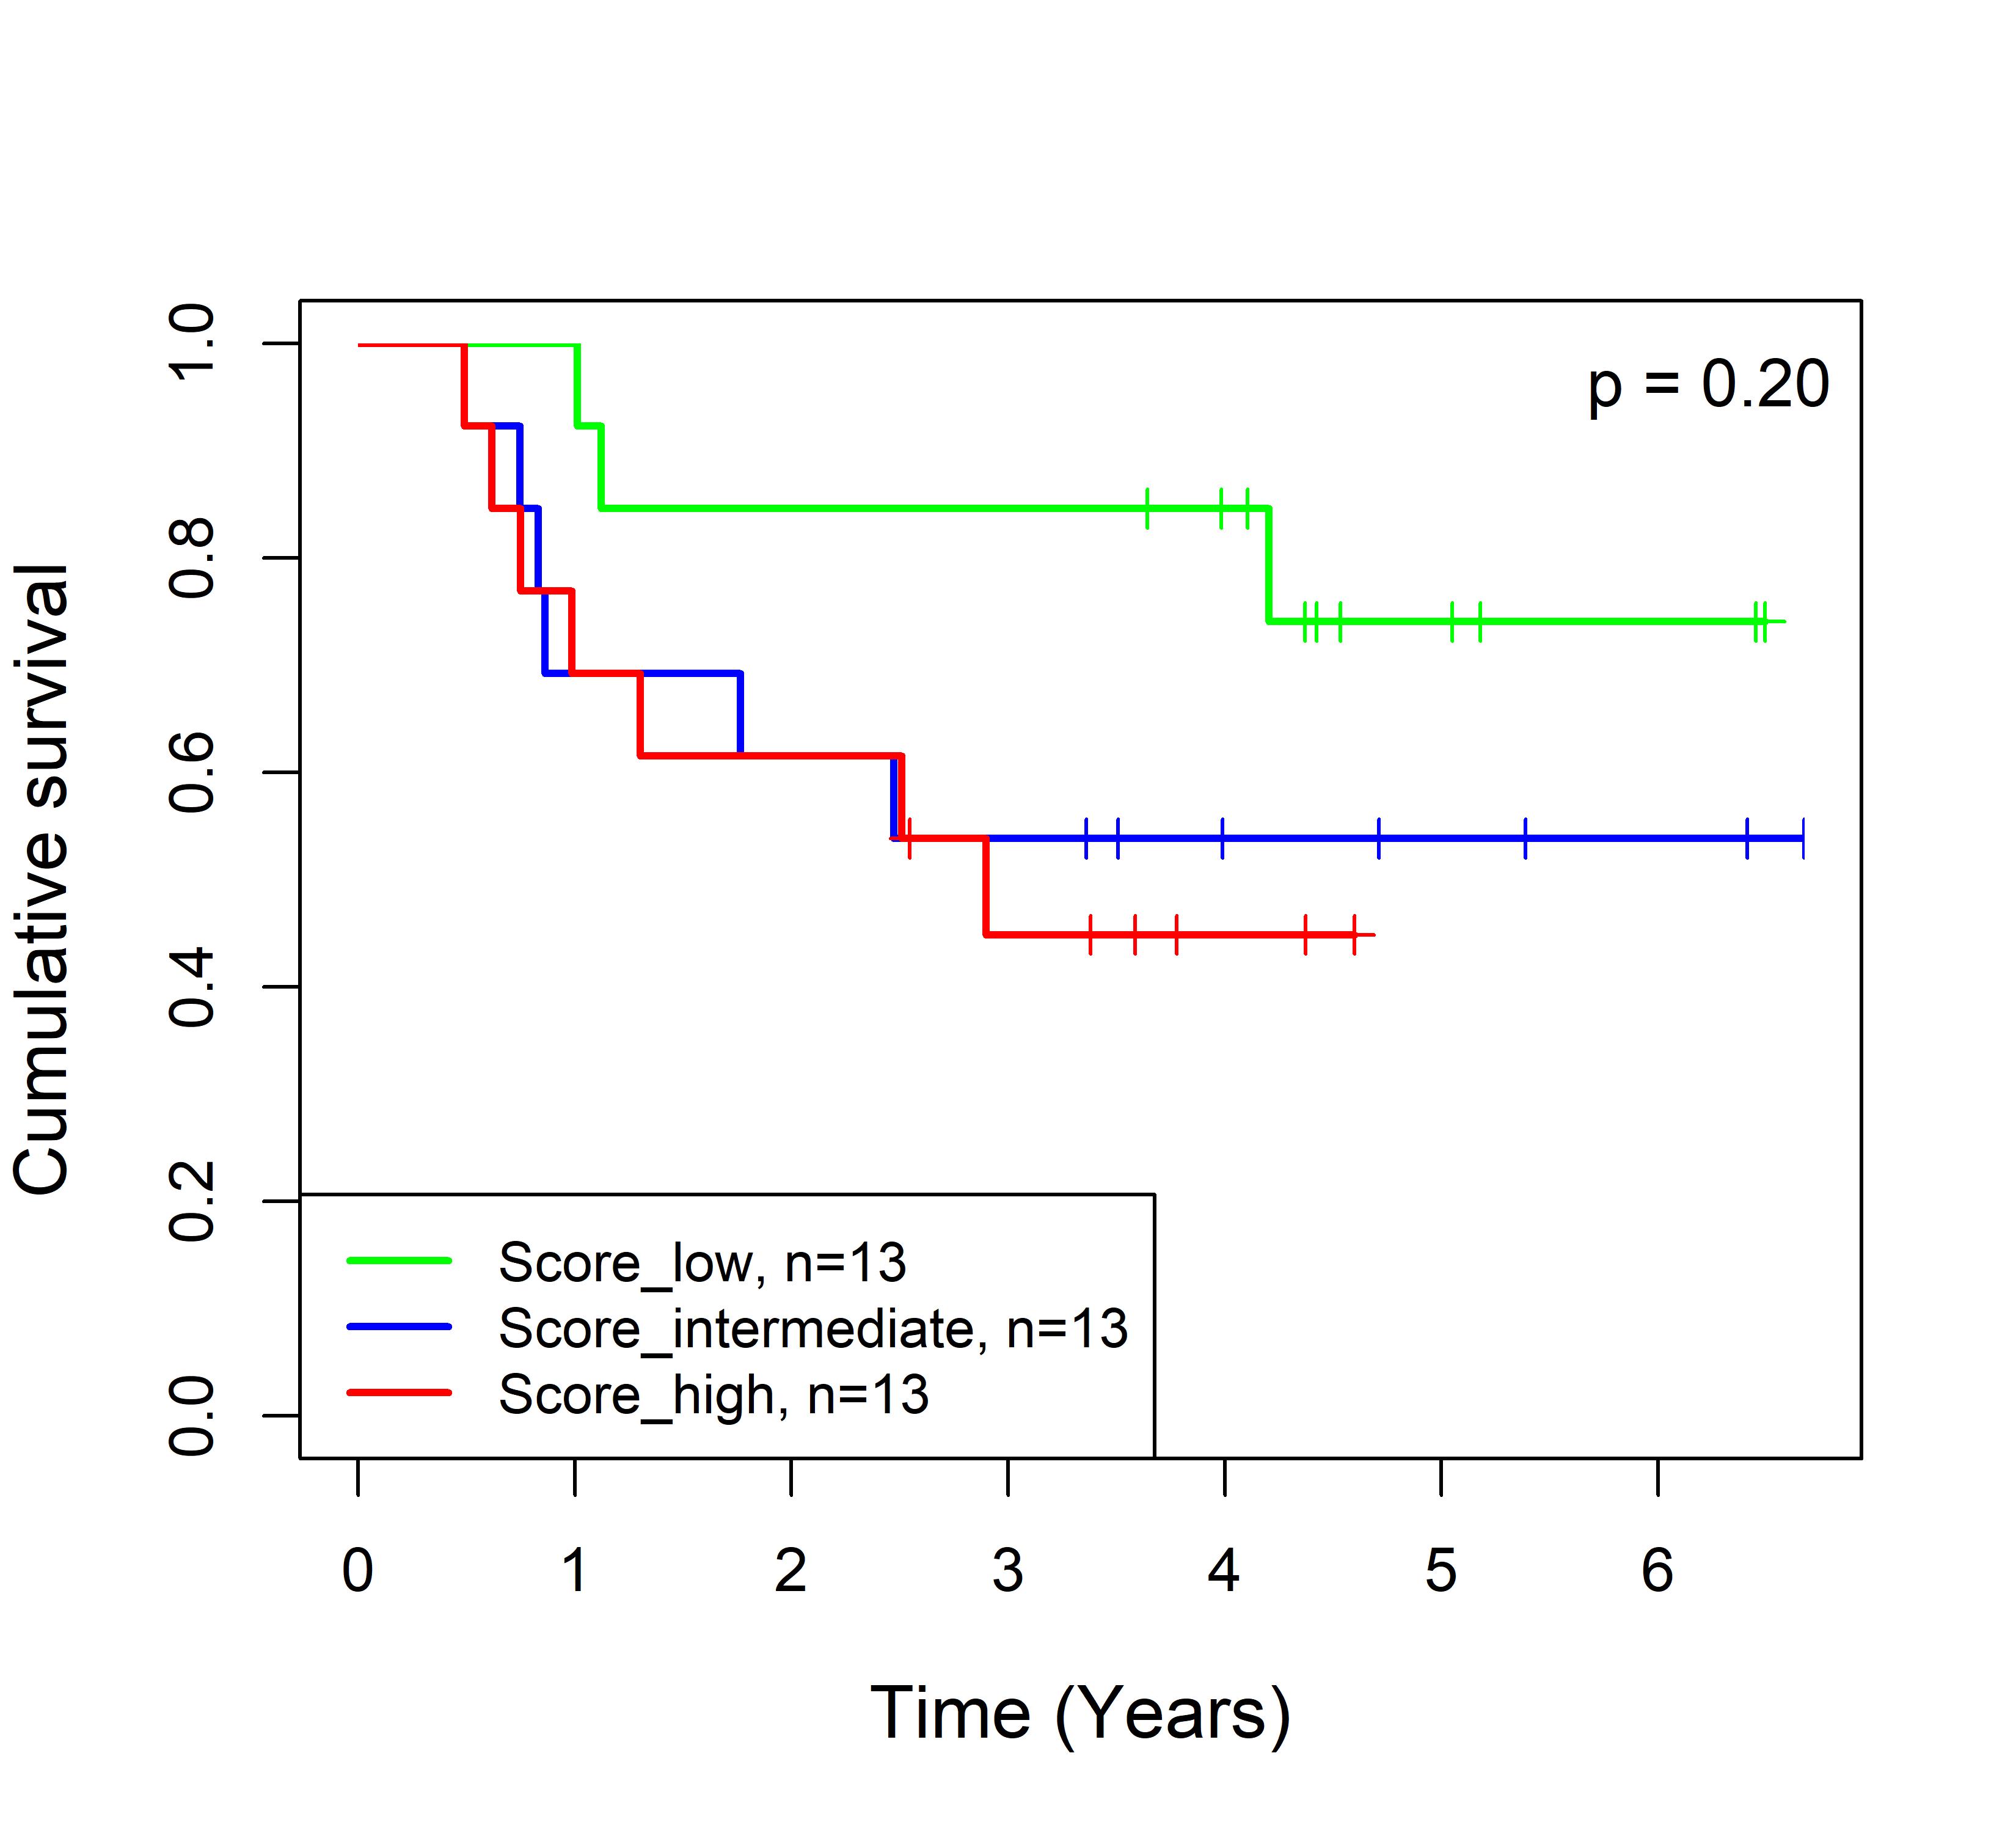 p = 0.20
Cumulative survival
1.0
0.8
0.6
0.4
0.2
0.0
Score_low, n=13
Score_intermediate, n=13
Score_high, n=13
0 1 2 3 4 5 6
Time (Years)